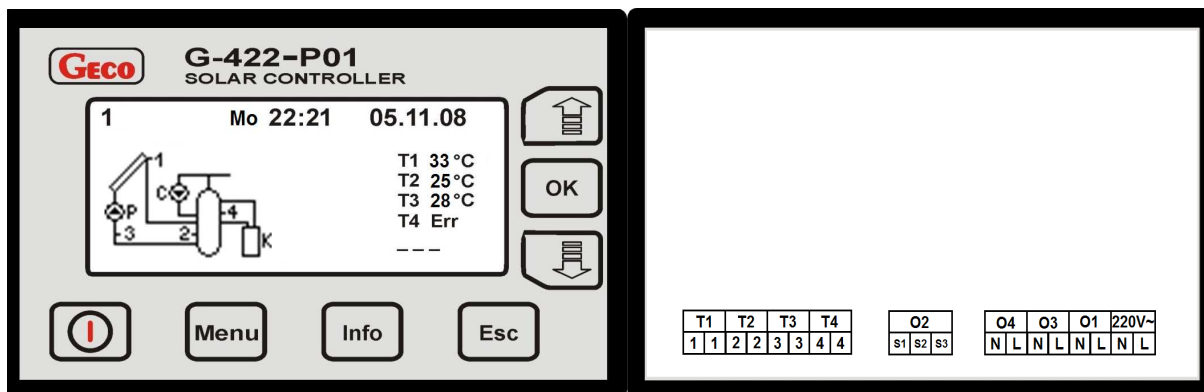 GECO
G-422-P01
SOLAR CONTROLLER
1 Mo 22:21 05.11.08
1
C
P
4
3
2
K
T1 33°C
T2 25°C
T3 28°C
T4 Err
---
OK
Menu
Info
Esc
T1 T2 T3 T4
1 1 2 2 3 3 4 4
O2
S1 S2 S3
O4 O3 O1 220V~
N L N L N L N L